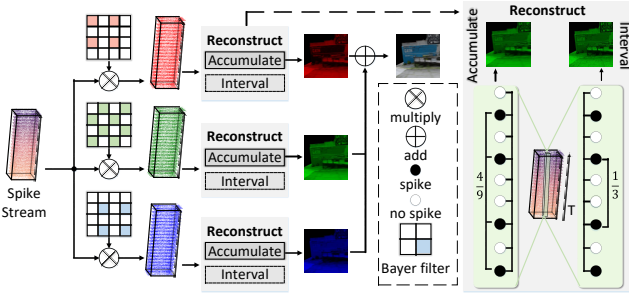 Spike
Stream
Reconstruct
Accumulate
Interval
Reconstruct
Accumulate
Interval
Reconstruct
Accumulate
Interval
multiply
add
spike
no spike
Bayer filter
Reconstruct
Accumulate
Interval
4
9
T
1
3